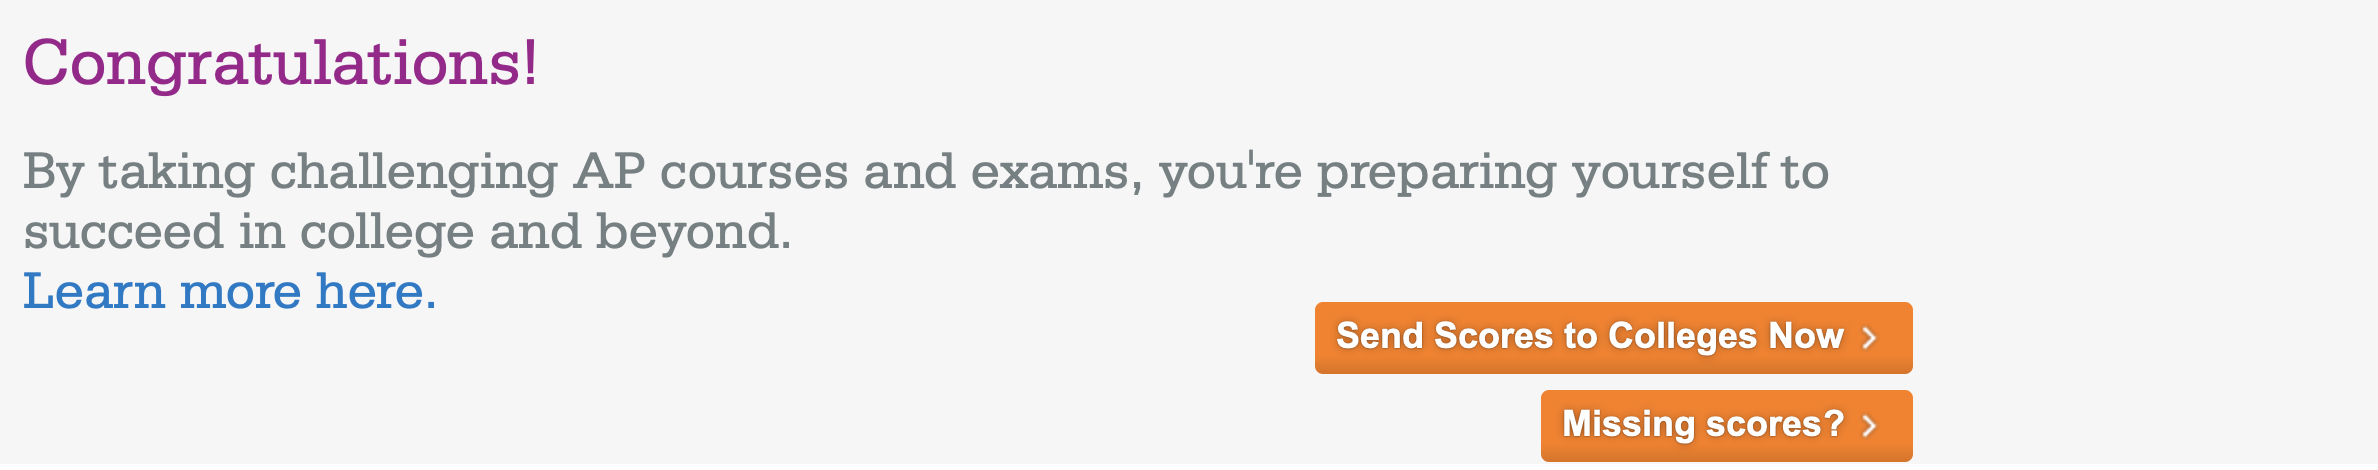 Congratulations!
By taking challenging AP courses and exams, you're preparing yourself to
succeed in college and beyond.
Learn more here.
Send Scores to Colleges Now
Missing scores?